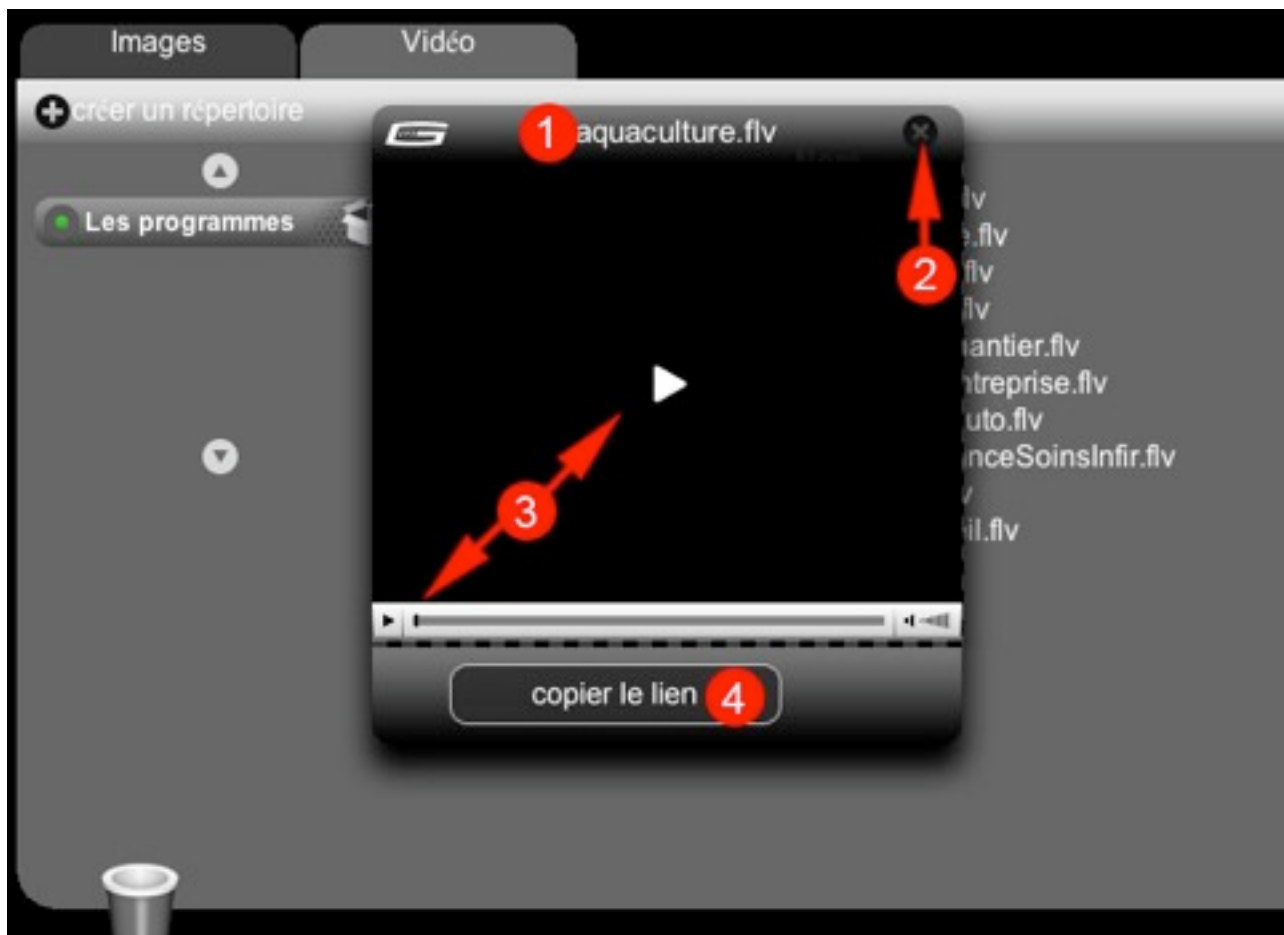 Images
Vidéo
créer un répertoire
1 aquaculture.flv
Les programmes
lv
e.flv
2
flv
flv
antier.flv
ntreprise.flv
uto.flv
nceSoinsInfir.flv
3
il.flv
copier le lien 4